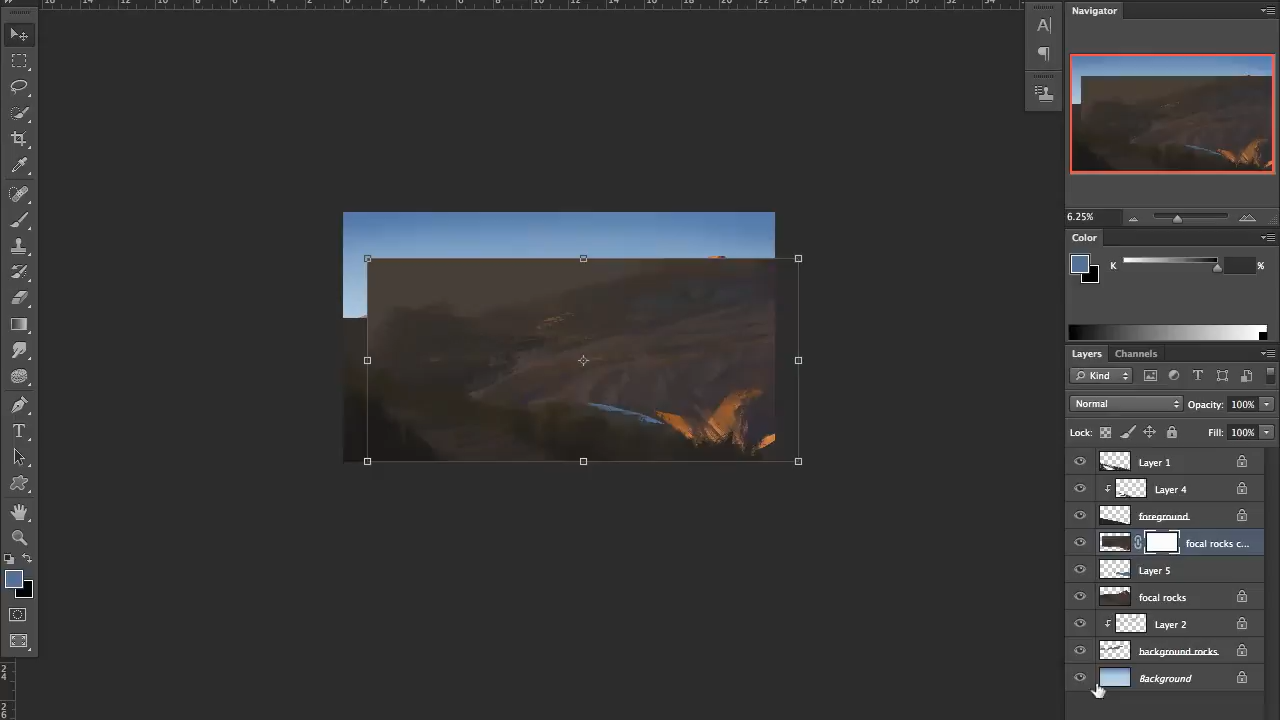 Navigator
6.25%
Color
K
%
Layers
Channels
Kind
Normal
Opacity: 100%
Lock:
Fill: 100%
Layer 1
Layer 4
foreground
focal rocks c...
Layer 5
focal rocks
Layer 2
background rocks
Background